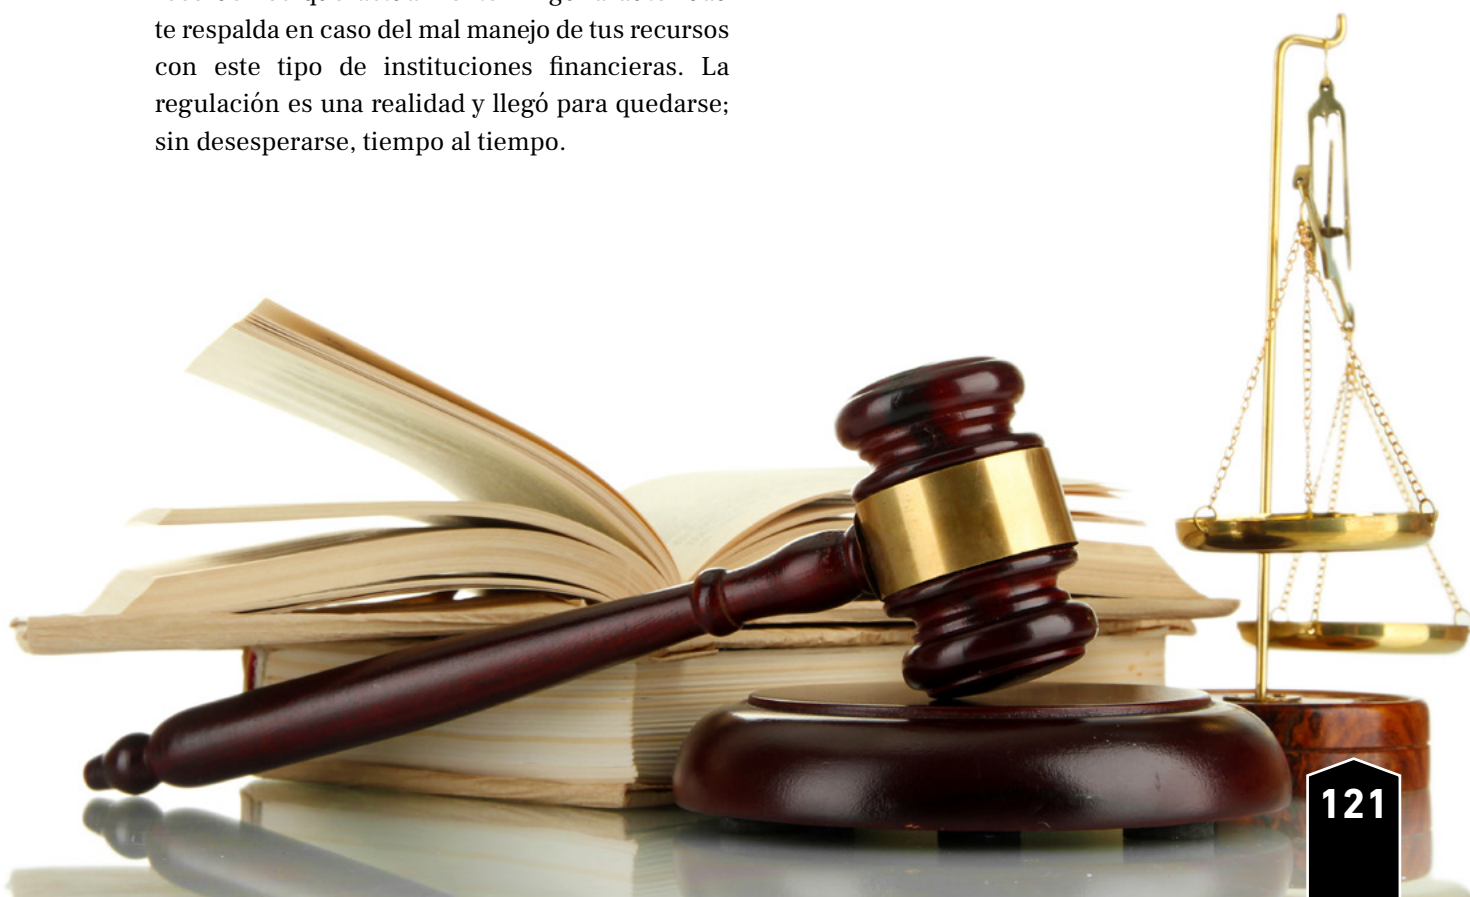 te respalda en caso del mal manejo de tus recursos
con este tipo de instituciones financieras. La
regulación es una realidad y llegó para quedarse;
sin desesperarse, tiempo al tiempo.
121